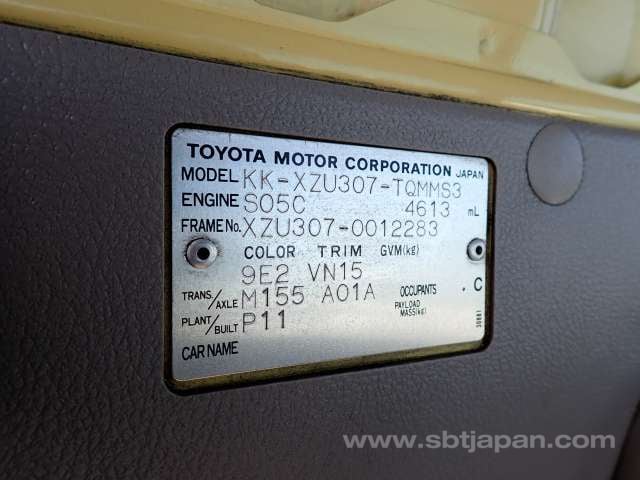 TOYOTA MOTOR CORPORATION JAPAN
MODEL KK-XZU307-TQMMS3
ENGINE S05C 4613 mL
FRAME No. XZU307-0012283
COLOR TRIM GVM(kg)
9E2 VN15
TRANS/AXLE M155 A01A OCCUPANTS . C
PAYLOAD MASS(kg)
PLANT/BUILT P11
CAR NAME
www.sbtjapan.com/